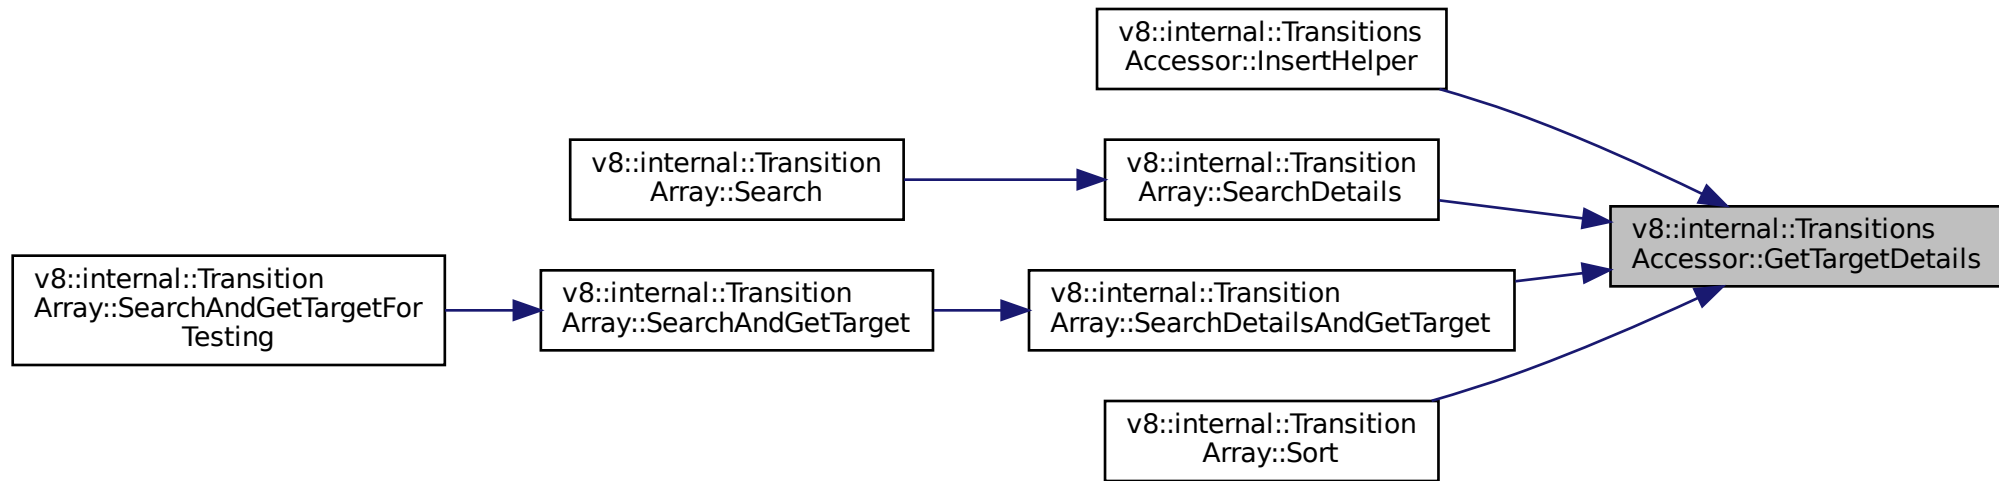 v8::internal::Transitions
Accessor::InsertHelper
v8::internal::Transition
Array::Search
v8::internal::Transition
Array::SearchDetails
v8::internal::Transitions
Accessor::GetTargetDetails
v8::internal::Transition
Array::SearchAndGetTargetFor
Testing
v8::internal::Transition
Array::SearchAndGetTarget
v8::internal::Transition
Array::SearchDetailsAndGetTarget
v8::internal::Transition
Array::Sort